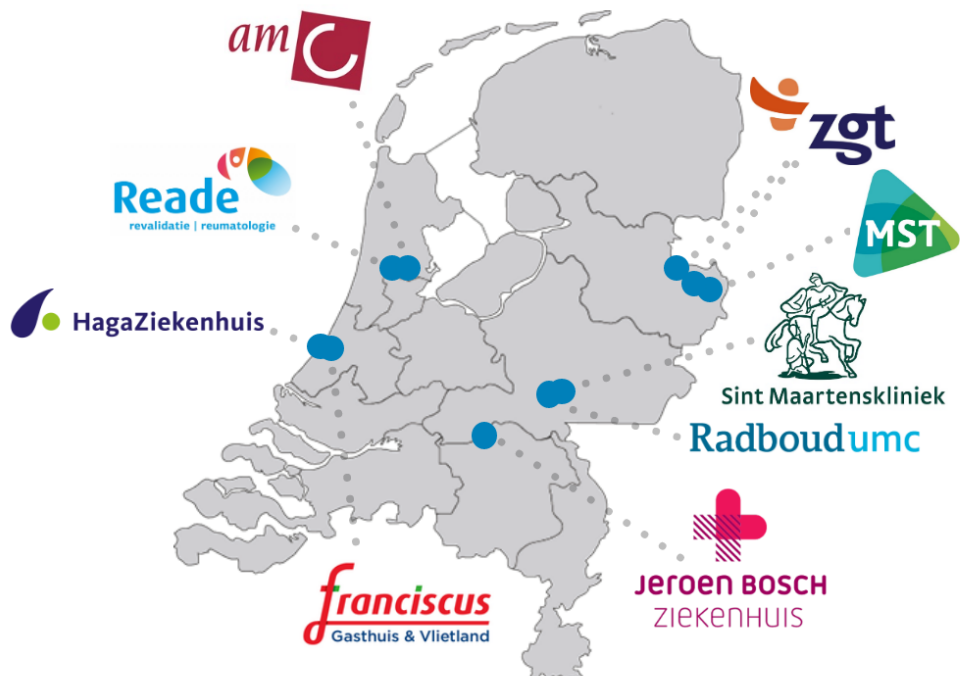 amc
zgt
Reade
revalidatie | reumatologie
MST
HagaZiekenhuis
Sint Maartenskliniek
Radboudumc
JEROEN BOSCH
ZIEKENHUIS
franciscus
Gasthuis & Vlietland